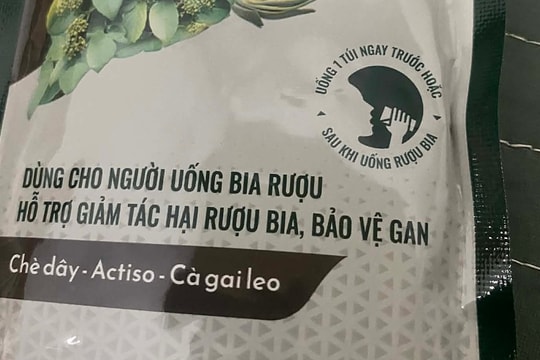 UỐNG 1 TÚI NGAY TRƯỚC HOẶC
SAU KHI UỐNG RƯỢU BIA
DÙNG CHO NGƯỜI UỐNG BIA RƯỢU
HỖ TRỢ GIẢM TÁC HẠI RƯỢU BIA, BẢO VỆ GAN
Chè dây - Actiso - Cà gai leo